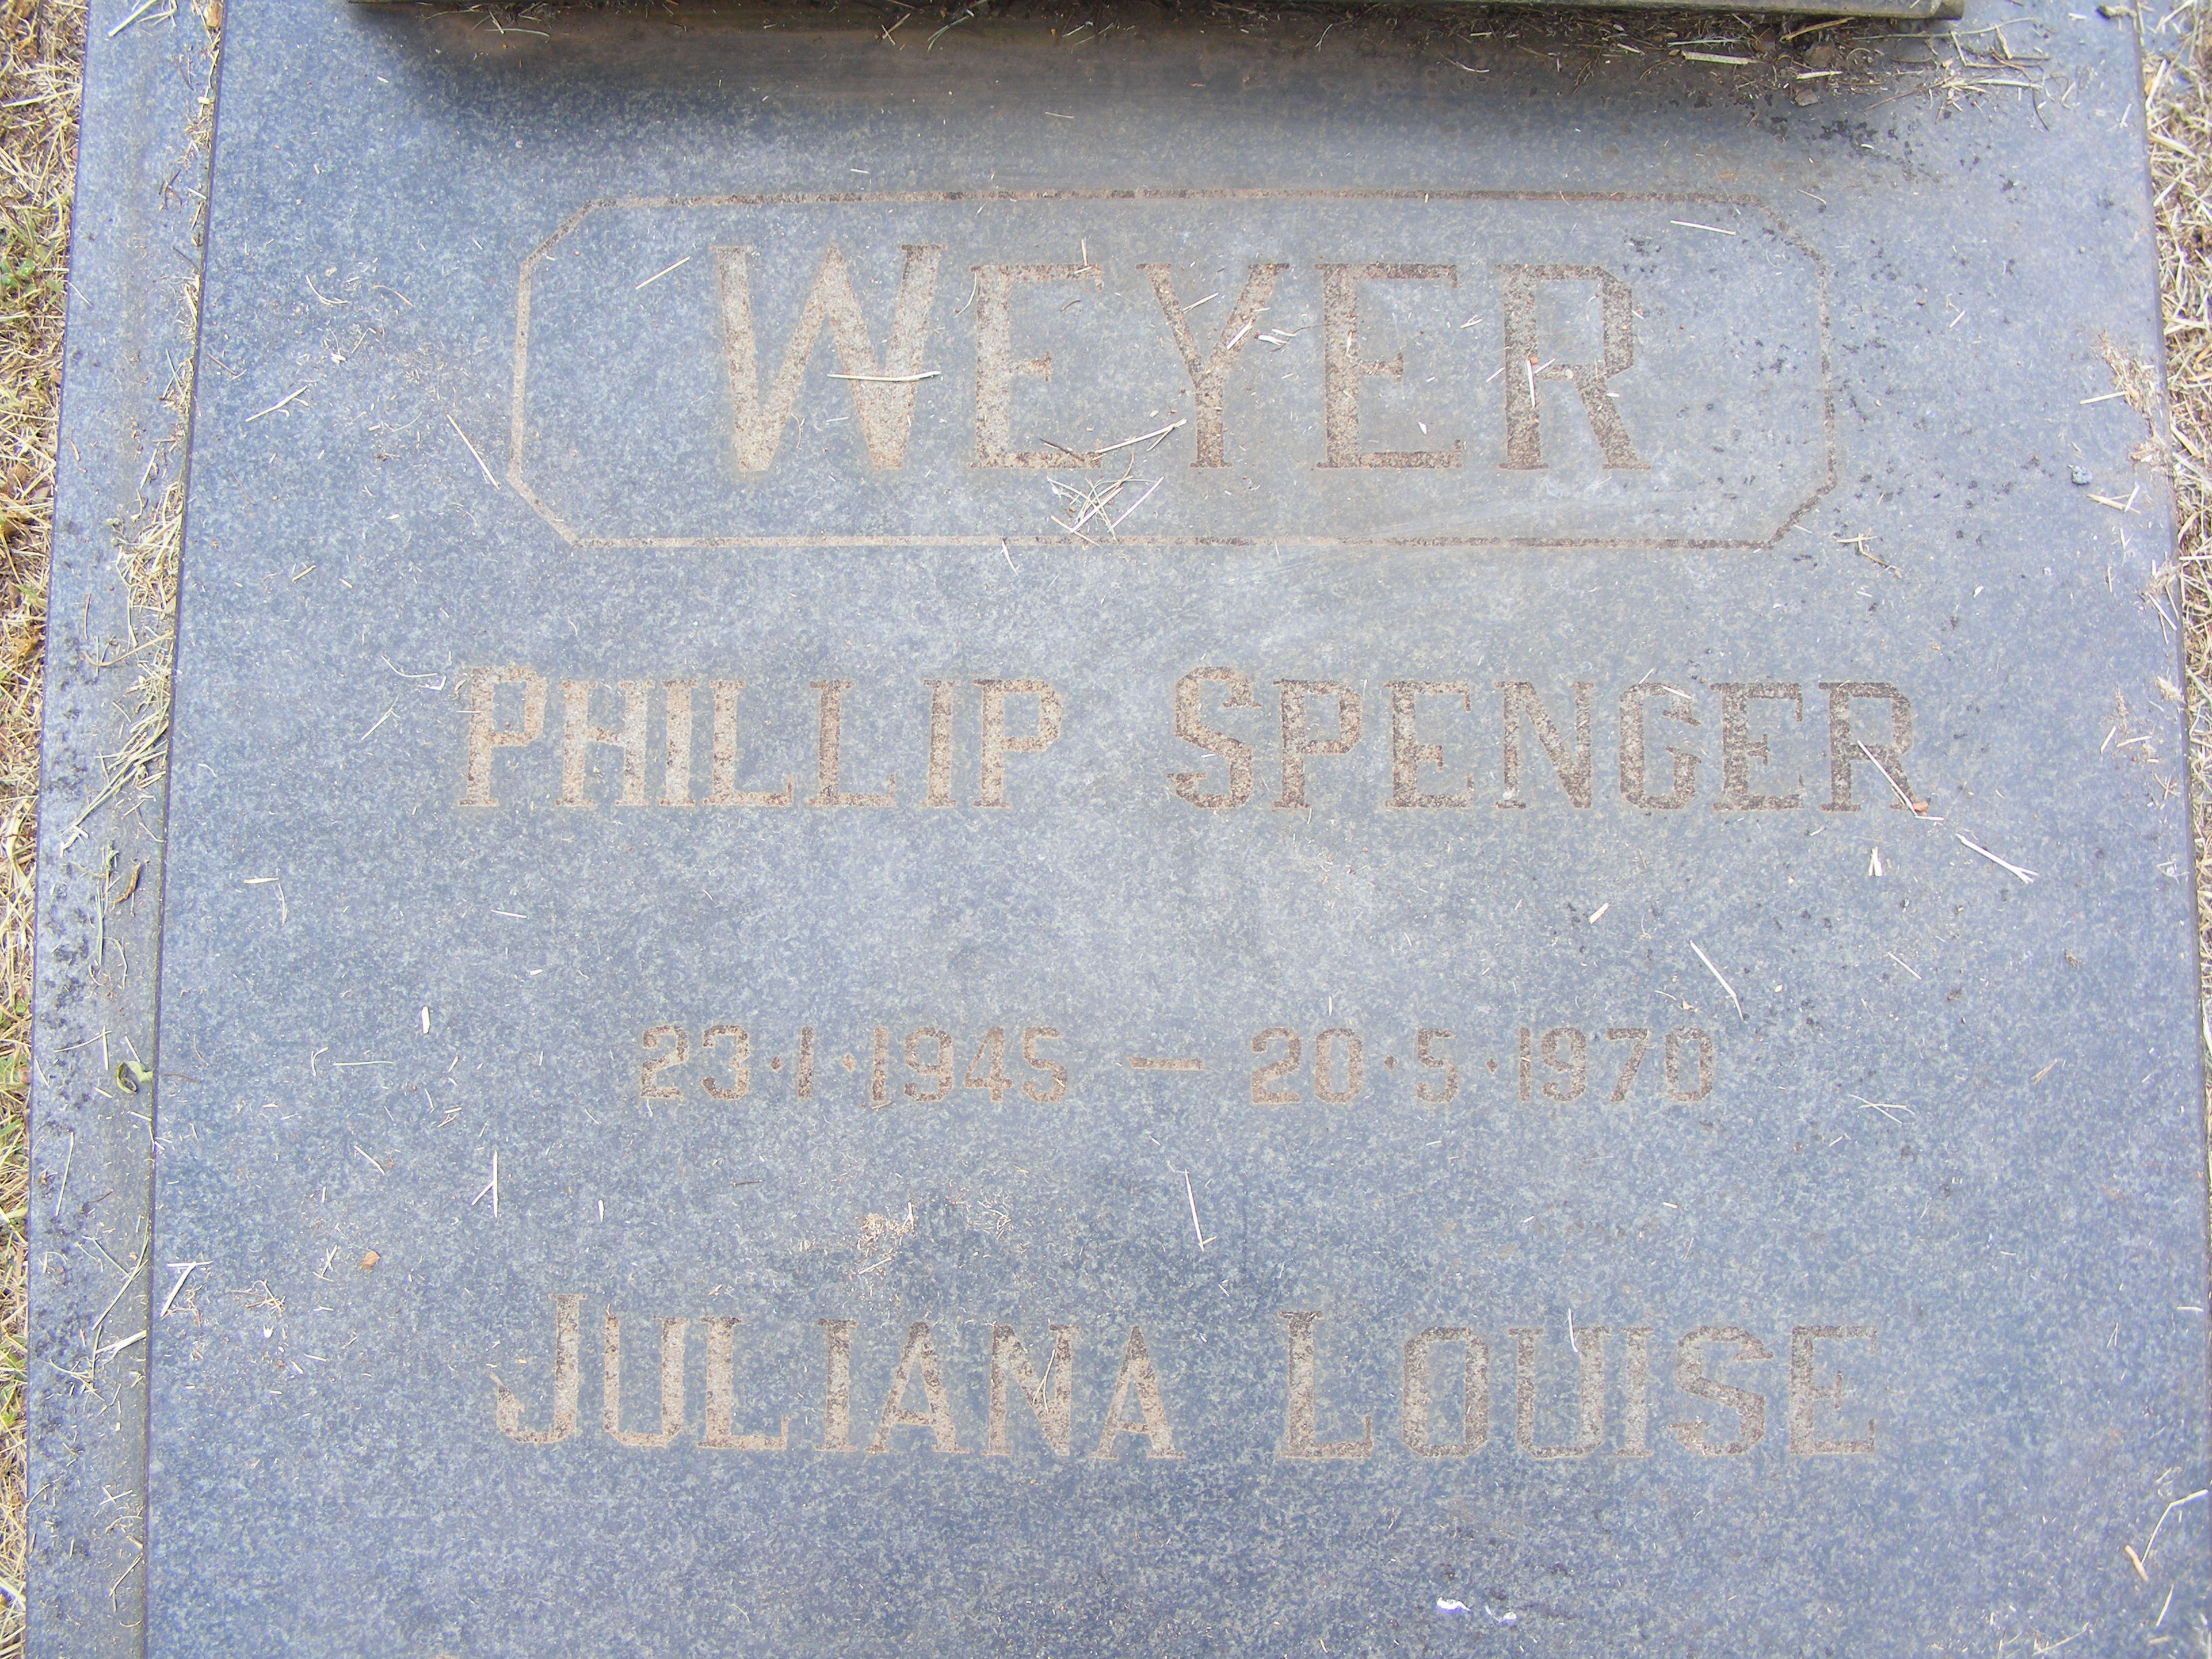 WEYER
PHILLIP SPENGER
23·1·1945 — 20·5·1970
JULIANA LOUISE